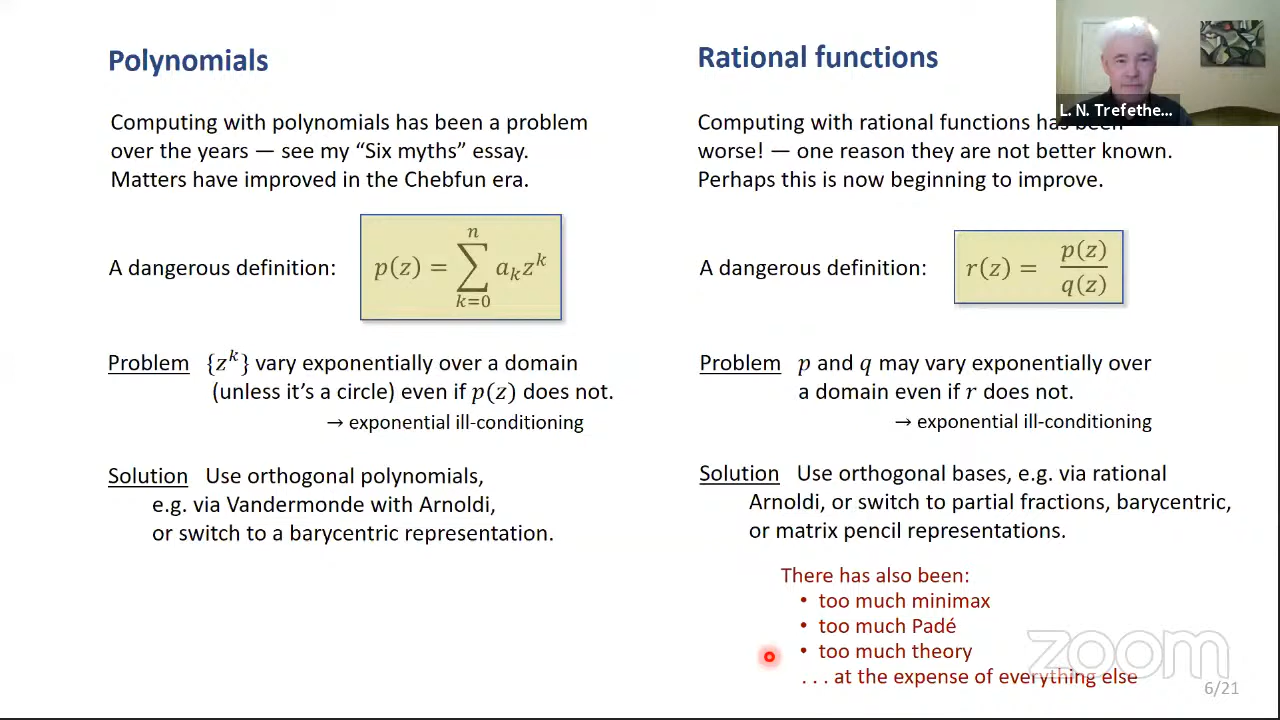 Polynomials
Computing with polynomials has been a problem
over the years — see my “Six myths” essay.
Matters have improved in the Chebfun era.
A dangerous definition: p(z) = ∑_{k=0}^{n} a_k z^k
Problem {z^k} vary exponentially over a domain
(unless it’s a circle) even if p(z) does not.
→ exponential ill-conditioning
Solution Use orthogonal polynomials,
e.g. via Vandermonde with Arnoldi,
or switch to a barycentric representation.
Rational functions
Computing with rational functions has been
worse! — one reason they are not better known.
Perhaps this is now beginning to improve.
A dangerous definition: r(z) = p(z)/q(z)
Problem p and q may vary exponentially over
a domain even if r does not.
→ exponential ill-conditioning
Solution Use orthogonal bases, e.g. via rational
Arnoldi, or switch to partial fractions, barycentric,
or matrix pencil representations.
There has also been:
• too much minimax
• too much Padé
• too much theory
. . . at the expense of everything else
L. N. Trefethe...
zoom
6/21